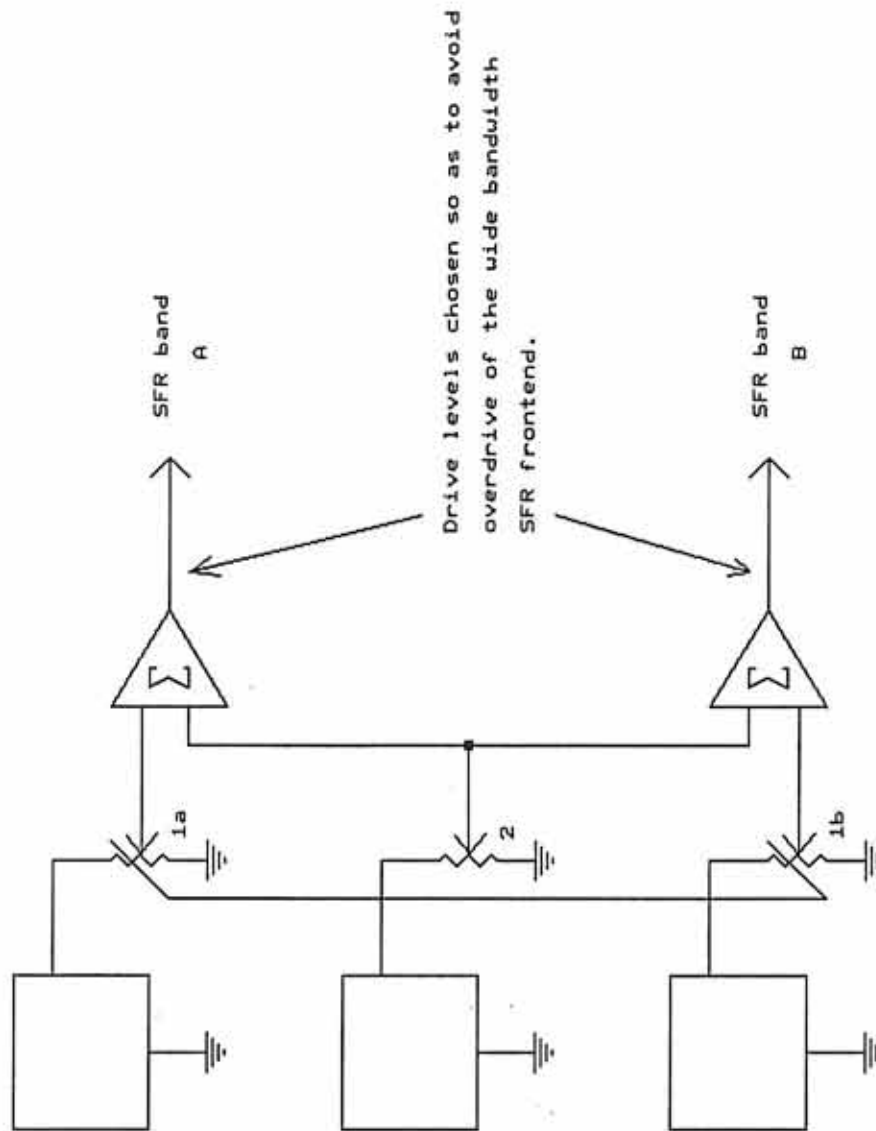 SFR band
A
Σ
1a
Drive levels chosen so as to avoid
overdrive of the wide bandwidth
SFR frontend.
2
SFR band
B
Σ
1b